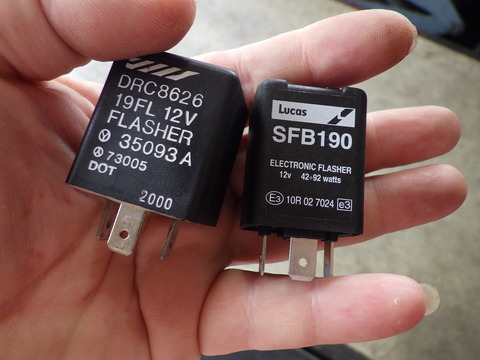 DRC8626
19FL 12V
FLASHER
35093A
73005
DOT
2000
Lucas
SFB190
ELECTRONIC FLASHER
12v 42-92 watts
E3 10R 02 7024 e3